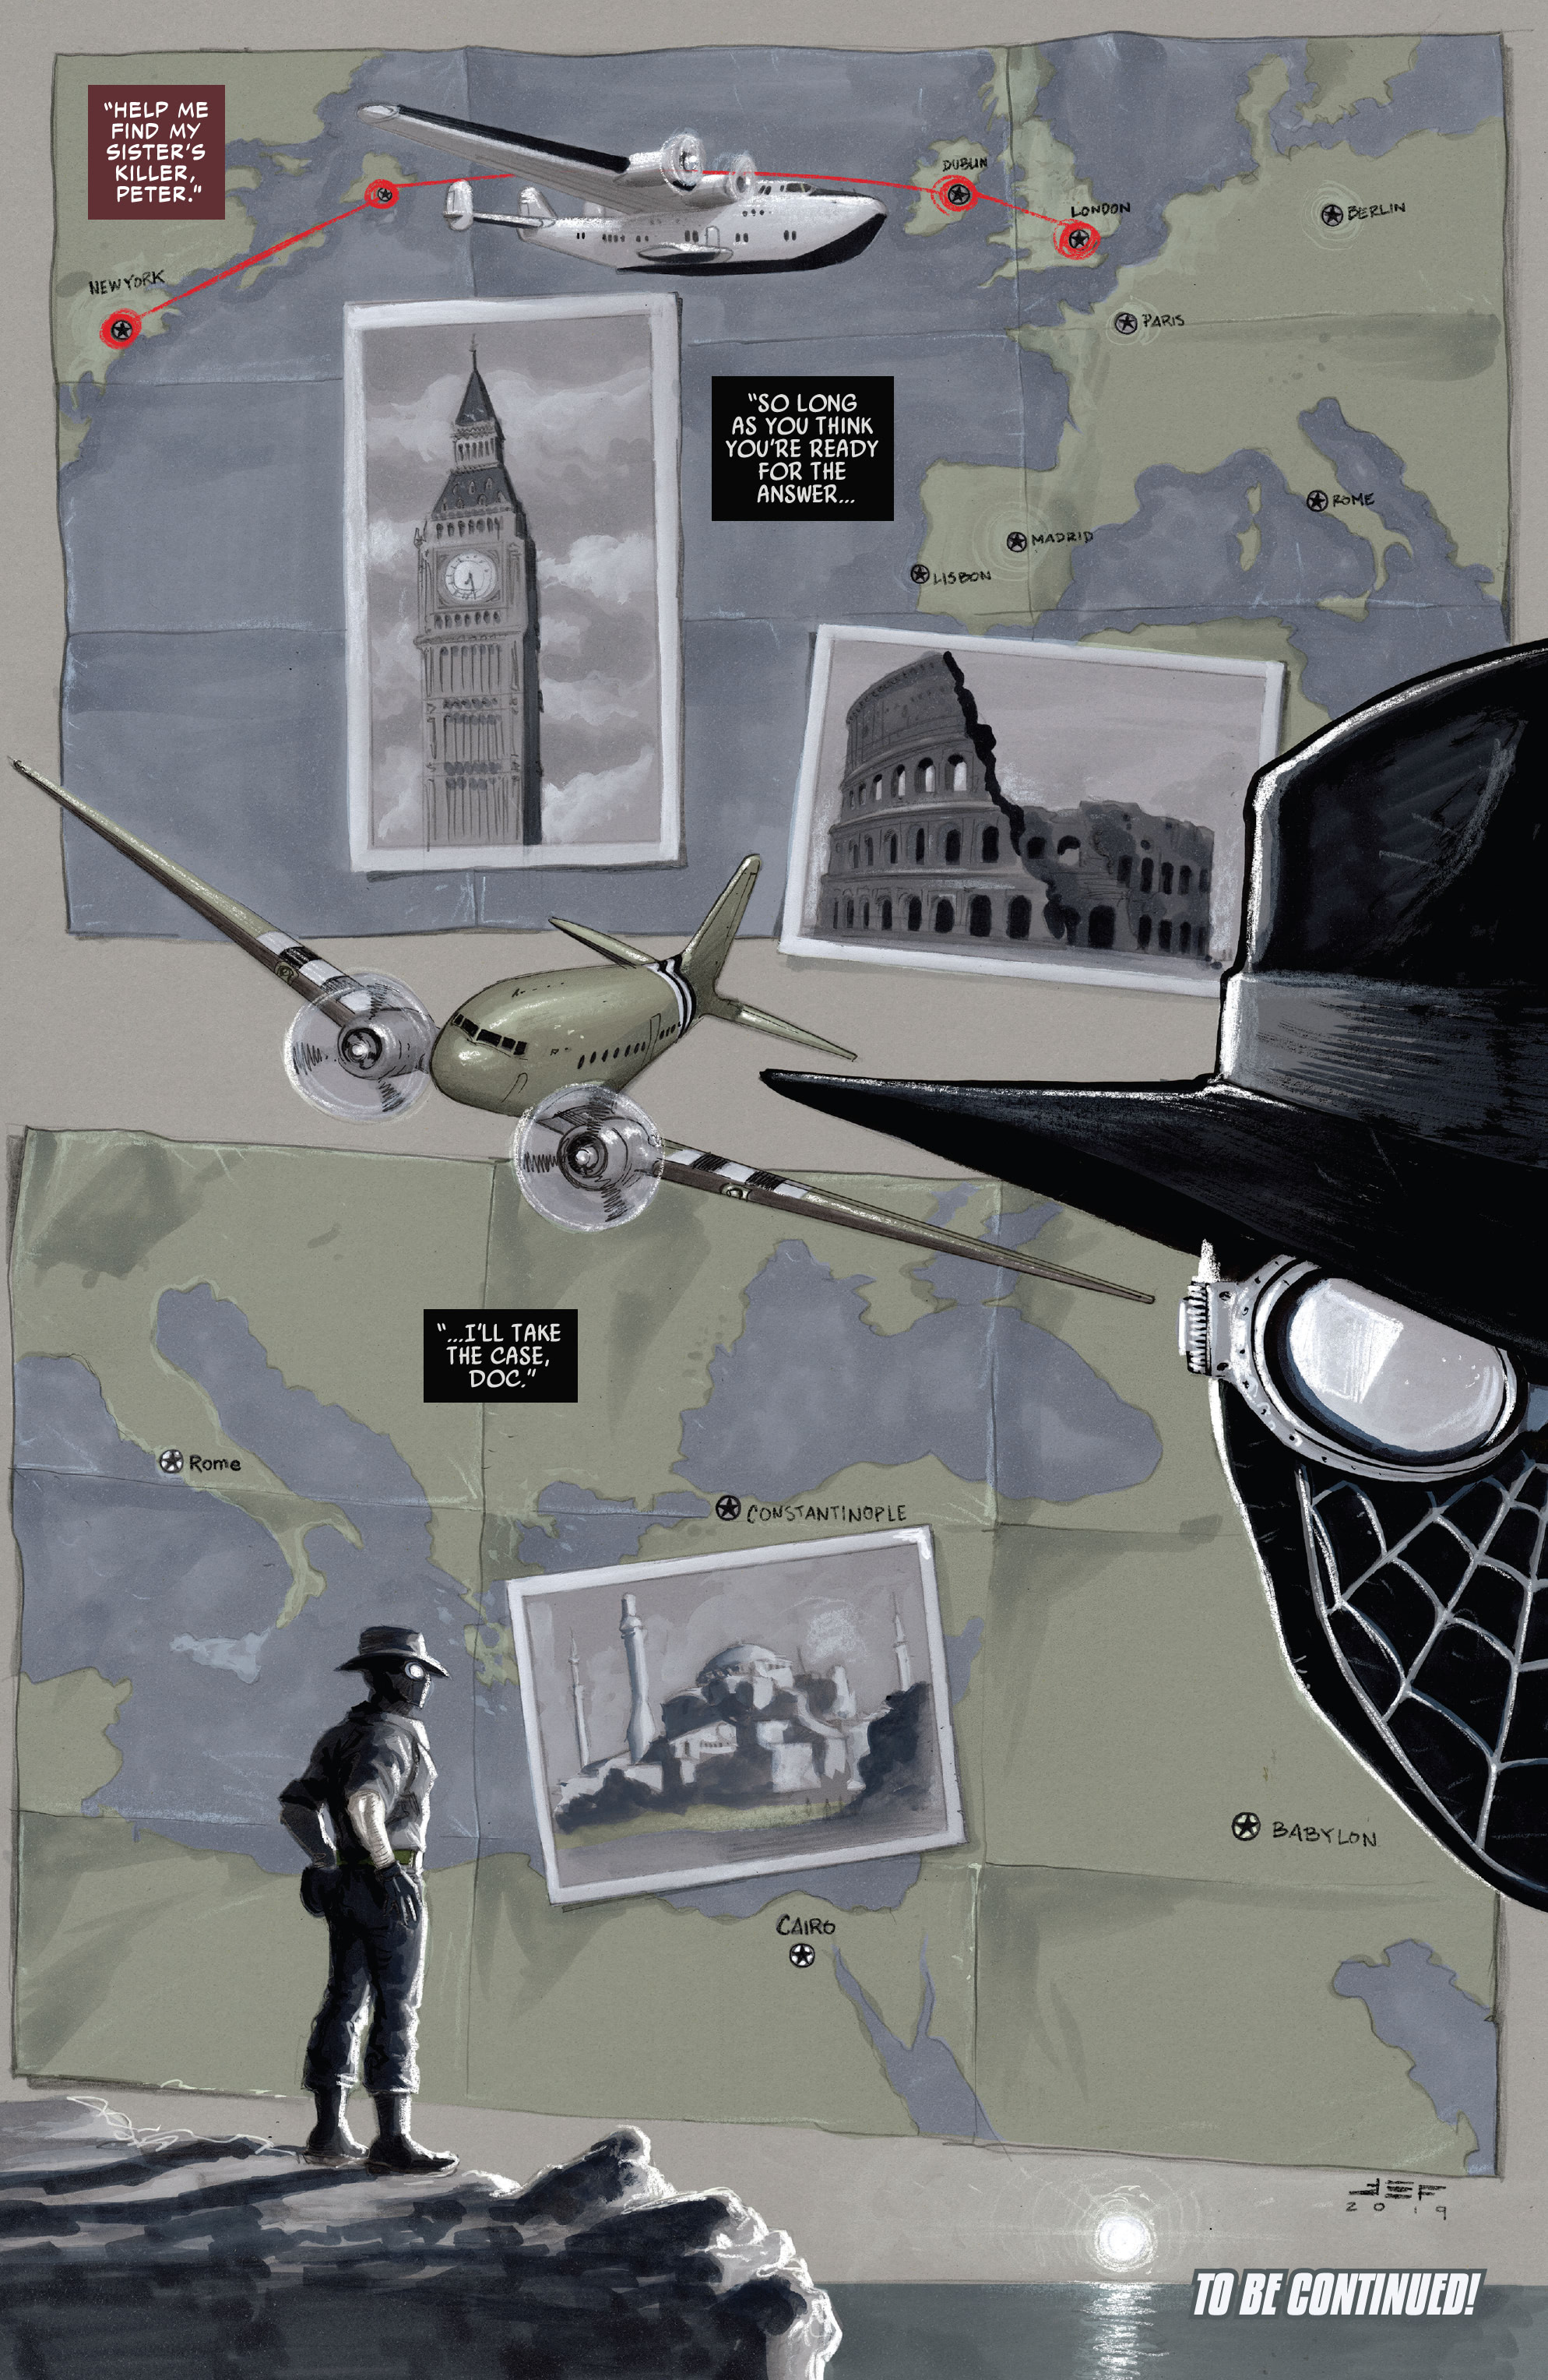 "HELP ME
FIND MY
SISTER'S
KILLER,
PETER."
DUBLIN
LONDON
BERLIN
NEW YORK
PARIS
"SO LONG
AS YOU THINK
YOU'RE READY
FOR THE
ANSWER...
ROME
MADRID
LISBON
"...I'LL TAKE
THE CASE,
DOC."
Rome
CONSTANTINOPLE
BABYLON
CAIRO
2019
TO BE CONTINUED!